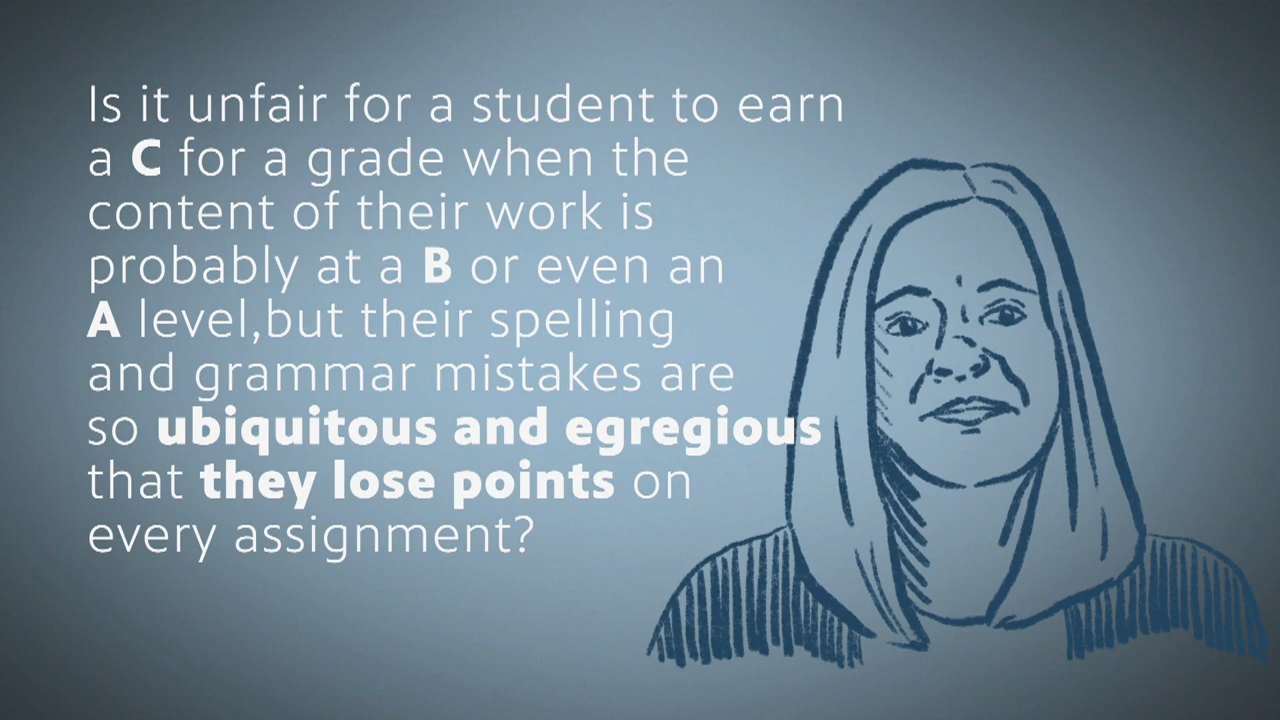 Is it unfair for a student to earn
a C for a grade when the
content of their work is
probably at a B or even an
A level,but their spelling
and grammar mistakes are
so ubiquitous and egregious
that they lose points on
every assignment?